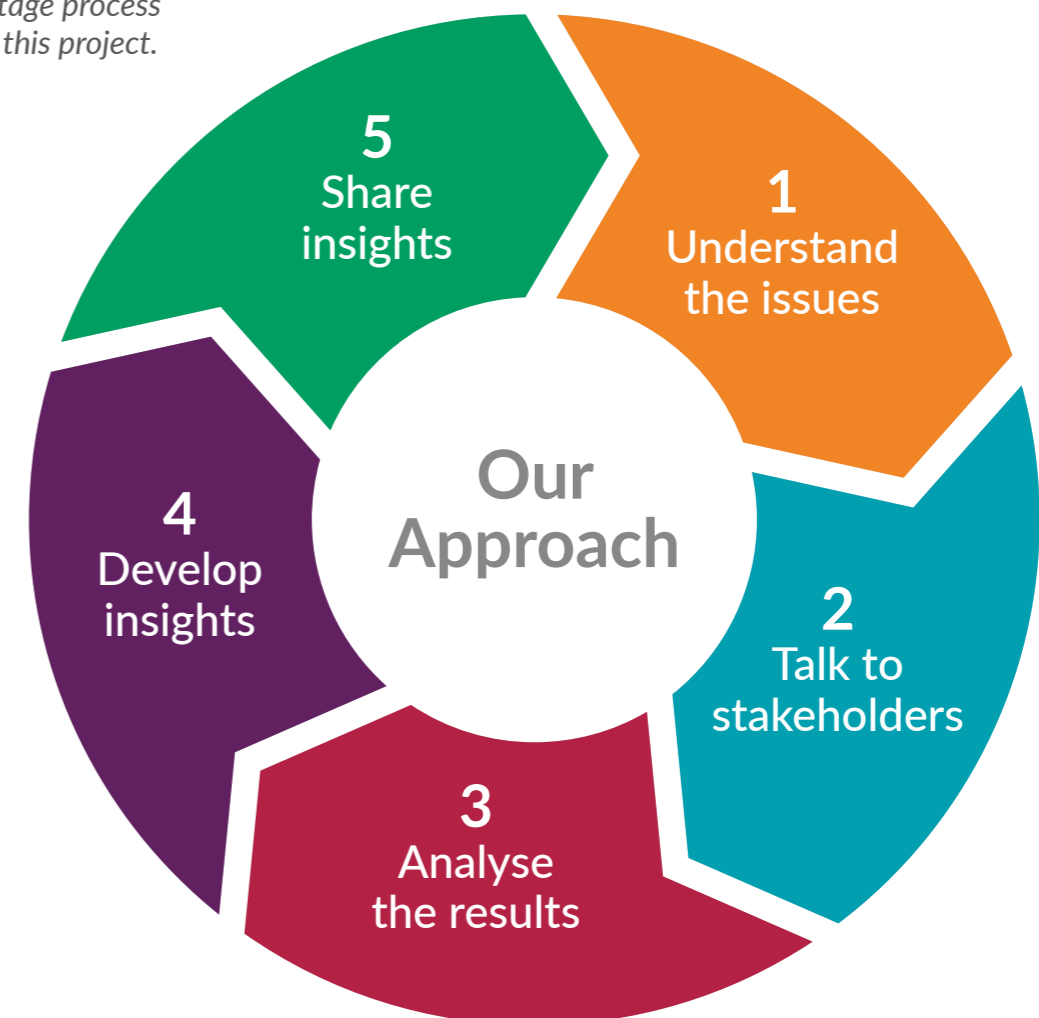 process
this project.
1
Understand
the issues
2
Talk to
stakeholders
3
Analyse
the results
4
Develop
insights
5
Share
insights
Our
Approach